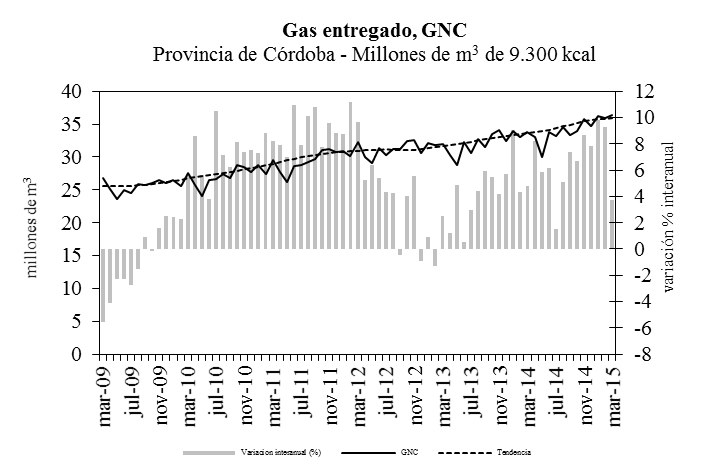 Gas entregado, GNC
Provincia de Córdoba - Millones de m³ de 9.300 kcal
40
35
30
25
20
15
10
5
0
millones de m³
12
10
8
6
4
2
0
-2
-4
-6
-8
variación % interanual
mar-09
jul-09
nov-09
mar-10
jul-10
nov-10
mar-11
jul-11
nov-11
mar-12
jul-12
nov-12
mar-13
jul-13
nov-13
mar-14
jul-14
nov-14
mar-15
Variacion interanual (%) GNC Tendencia